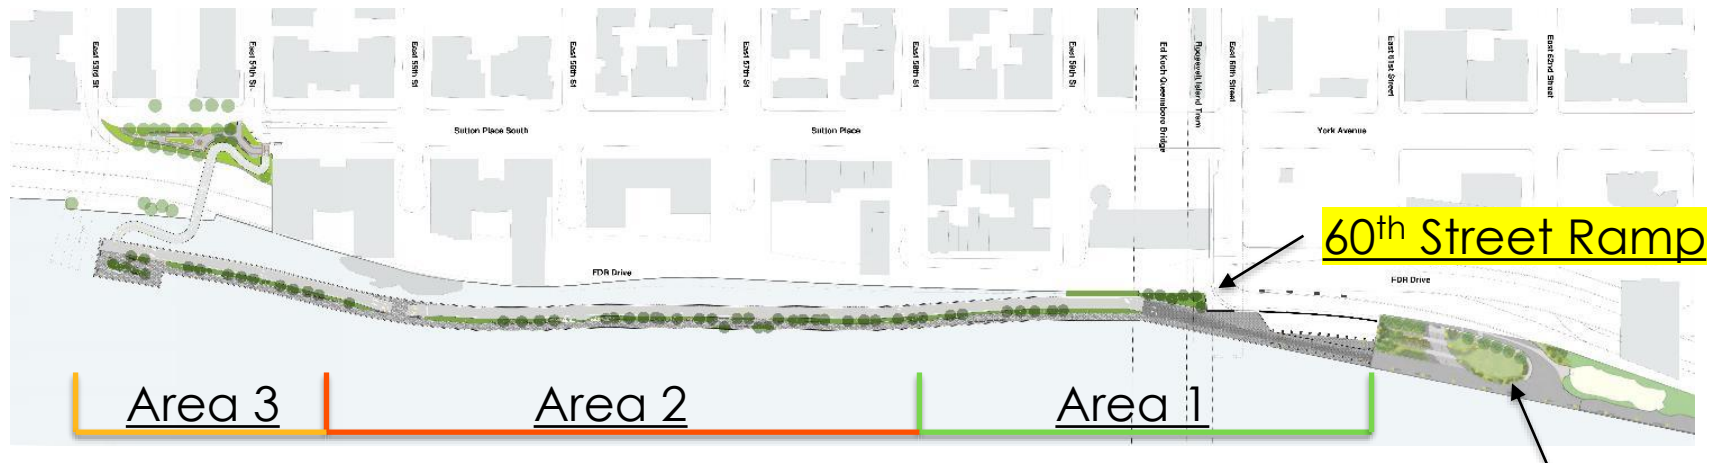 East 53rd St
East 54th St
East 55th St
East 56th St
East 57th St
East 58th St
East 59th St
Ed Koch Queensboro Bridge
Roosevelt Island Tram
East 60th Street
East 61st Street
East 62nd Street
Sutton Place South
Sutton Place
York Avenue
60th Street Ramp
FDR Drive
FDR Drive
Area 3
Area 2
Area 1